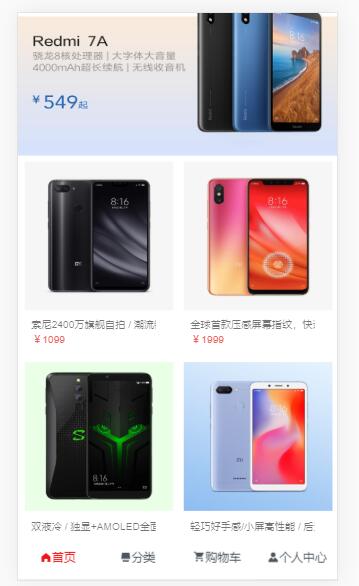 Redmi 7A
骁龙8核处理器 | 大字体大音量
4000mAh超长续航 | 无线收音机
¥549起
8:16
8:16
索尼2400万旗舰自拍 / 潮流
全球首款压感屏幕指纹，快
¥1099
¥1999
8:16
双液冷 / 独显+AMOLED全面
轻巧好手感/小屏高性能 / 后
首页
分类
购物车
个人中心